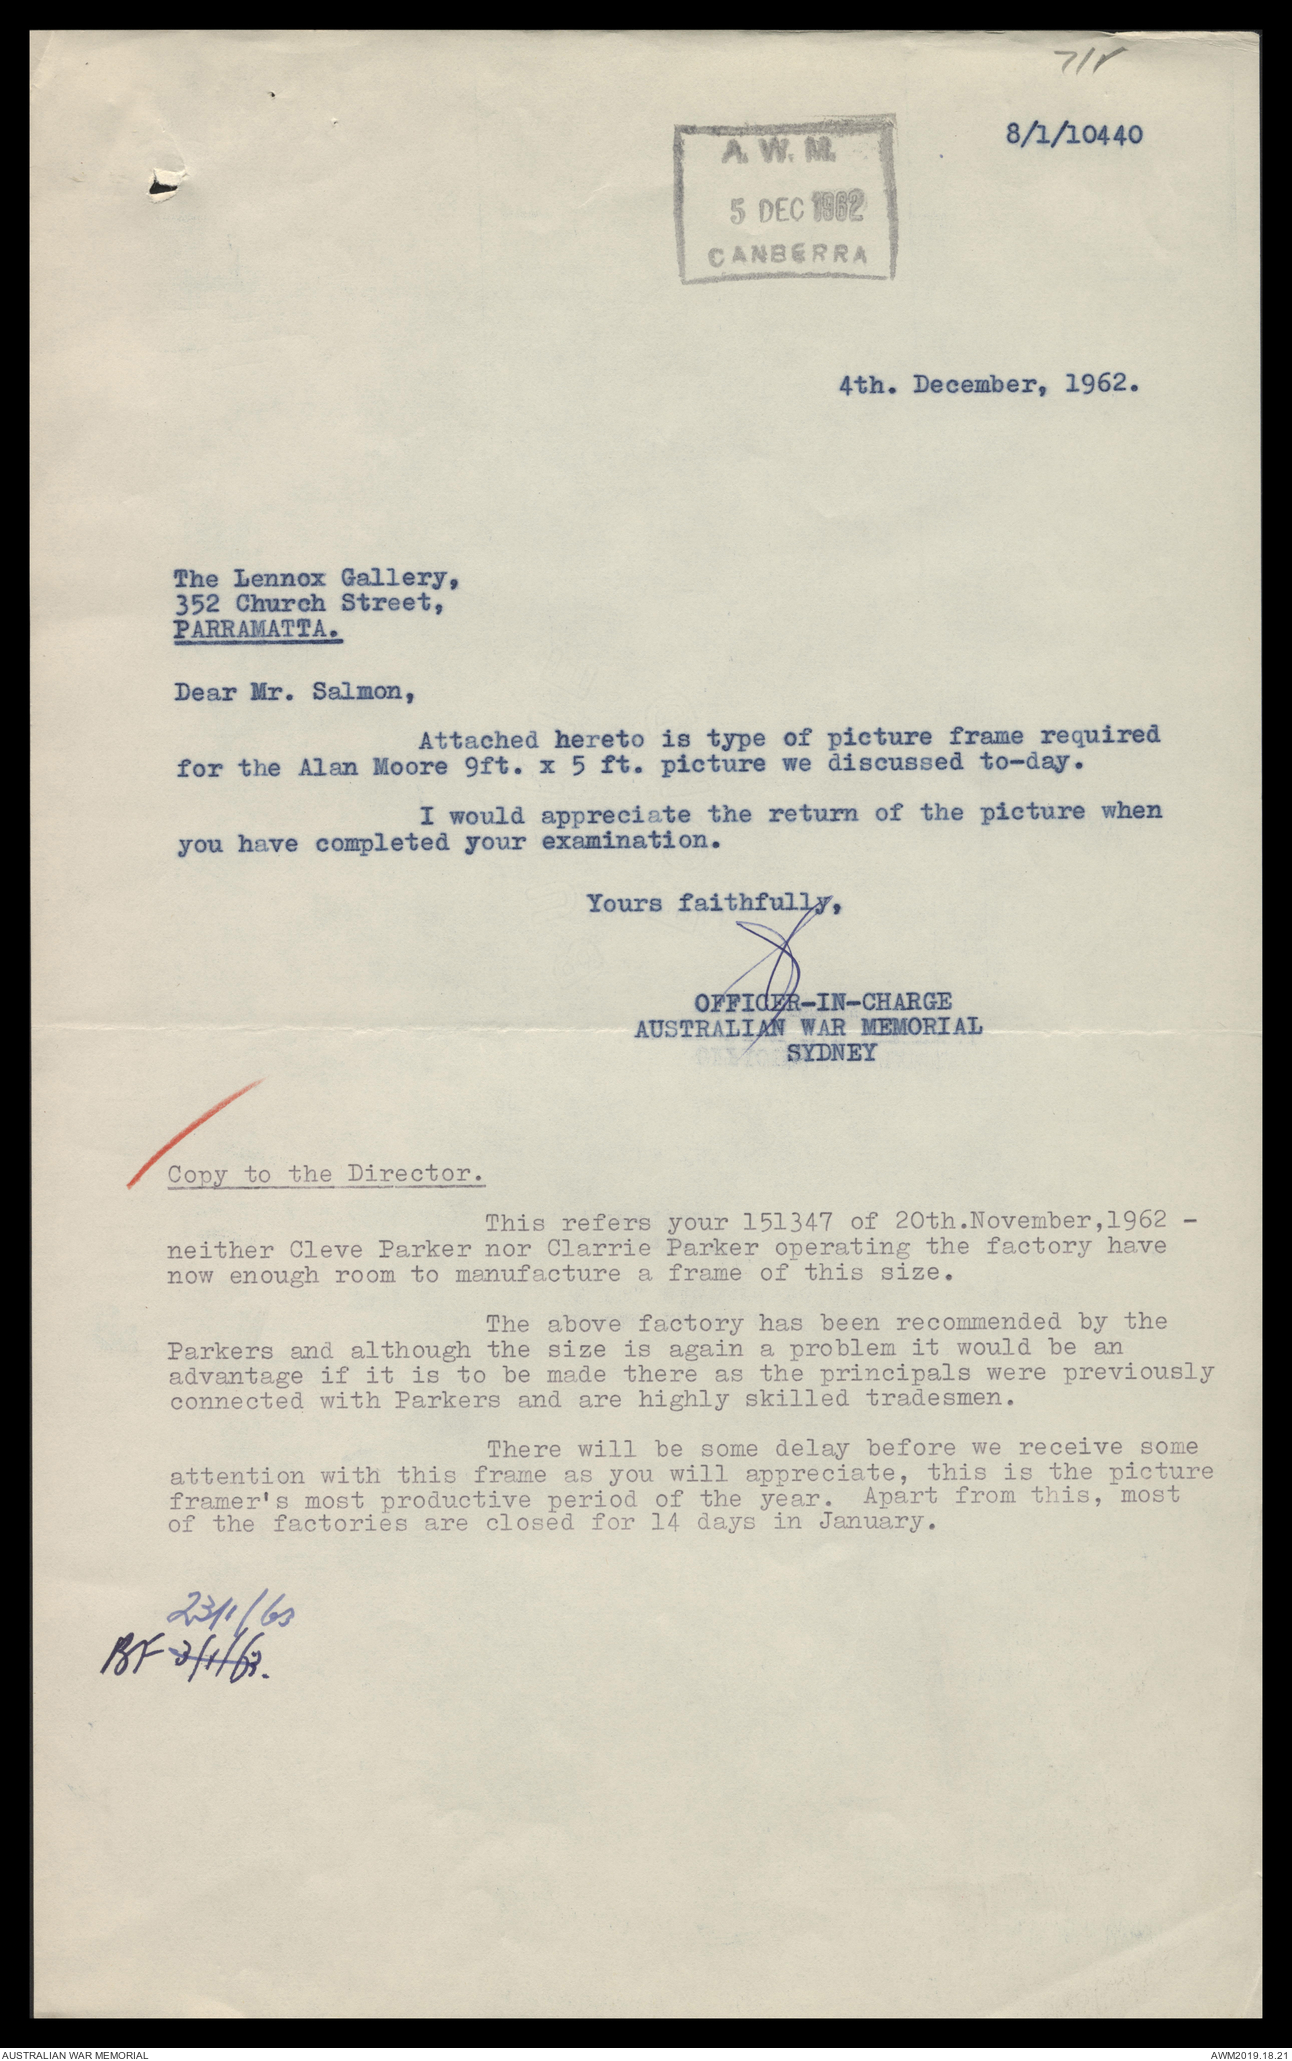 8/1/10440
A. W. M.
5 DEC 1962
CANBERRA
4th. December, 1962.
The Lennox Gallery,
352 Church Street,
PARRAMATTA.
Dear Mr. Salmon,
Attached hereto is type of picture frame required
for the Alan Moore 9ft. x 5 ft. picture we discussed to-day.
I would appreciate the return of the picture when
you have completed your examination.
Yours faithfully,
OFFICER-IN-CHARGE
AUSTRALIAN WAR MEMORIAL
SYDNEY
Copy to the Director.
This refers your 151347 of 20th.November,1962 -
neither Cleve Parker nor Clarrie Parker operating the factory have
now enough room to manufacture a frame of this size.
The above factory has been recommended by the
Parkers and although the size is again a problem it would be an
advantage if it is to be made there as the principals were previously
connected with Parkers and are highly skilled tradesmen.
There will be some delay before we receive some
attention with this frame as you will appreciate, this is the picture
framer's most productive period of the year. Apart from this, most
of the factories are closed for 14 days in January.
23/1/63
BF 3/1/63.
AUSTRALIAN WAR MEMORIAL
AWM2019.18.21